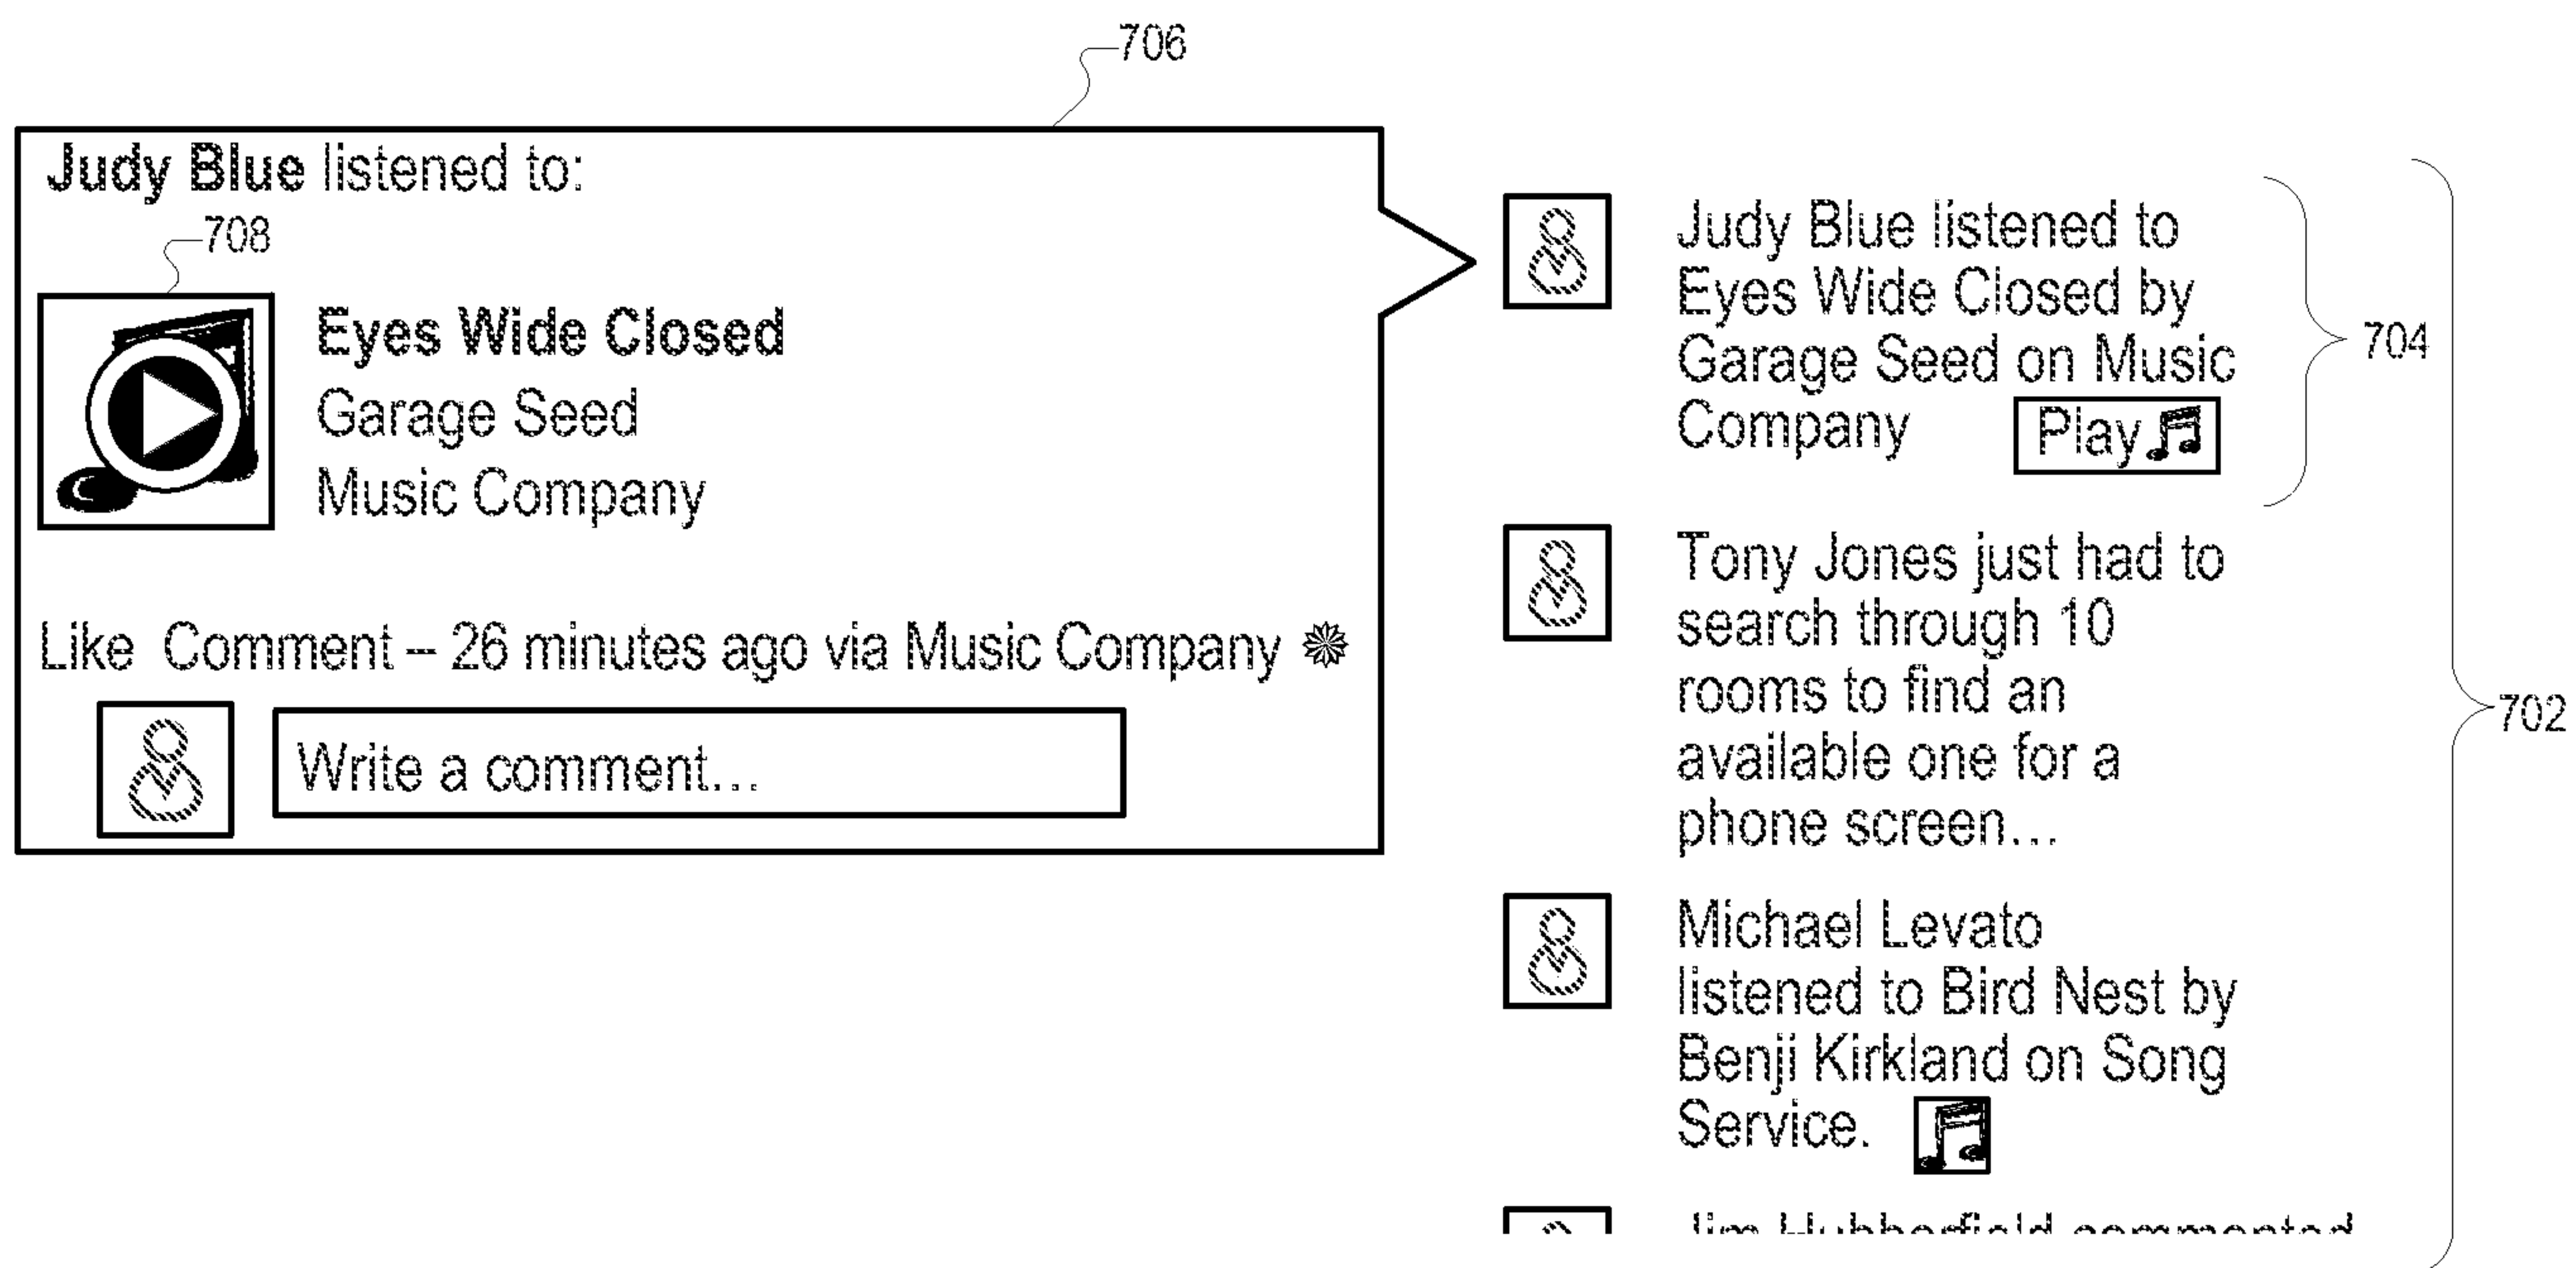 706
Judy Blue listened to:
708
Eyes Wide Closed
Garage Seed
Music Company
Like Comment – 26 minutes ago via Music Company
Write a comment...
Judy Blue listened to
Eyes Wide Closed by
Garage Seed on Music
Company
Play
704
Tony Jones just had to
search through 10
rooms to find an
available one for a
phone screen...
702
Michael Levato
listened to Bird Nest by
Benji Kirkland on Song
Service.
commented